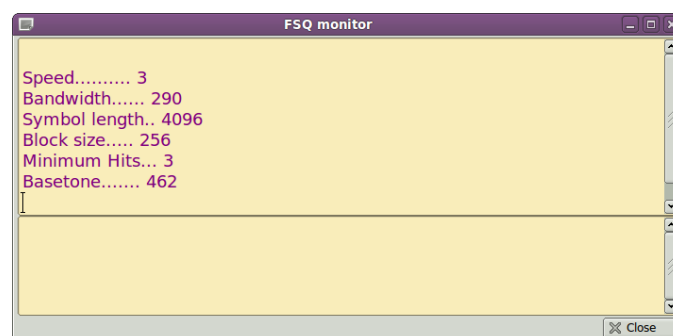 FSQ monitor
Speed.......... 3
Bandwidth...... 290
Symbol length.. 4096
Block size..... 256
Minimum Hits... 3
Basetone....... 462
Close